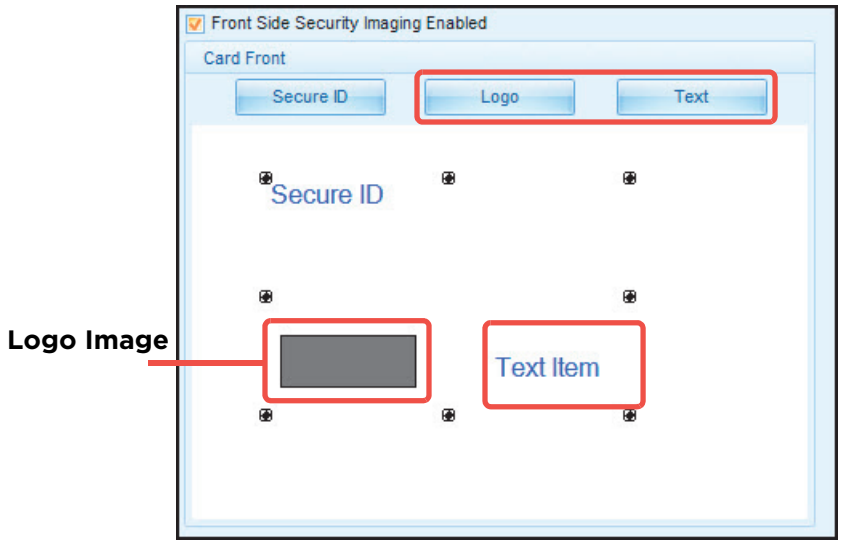 Front Side Security Imaging Enabled
Card Front
Secure ID Logo Text
Secure ID
Logo Image
Text Item